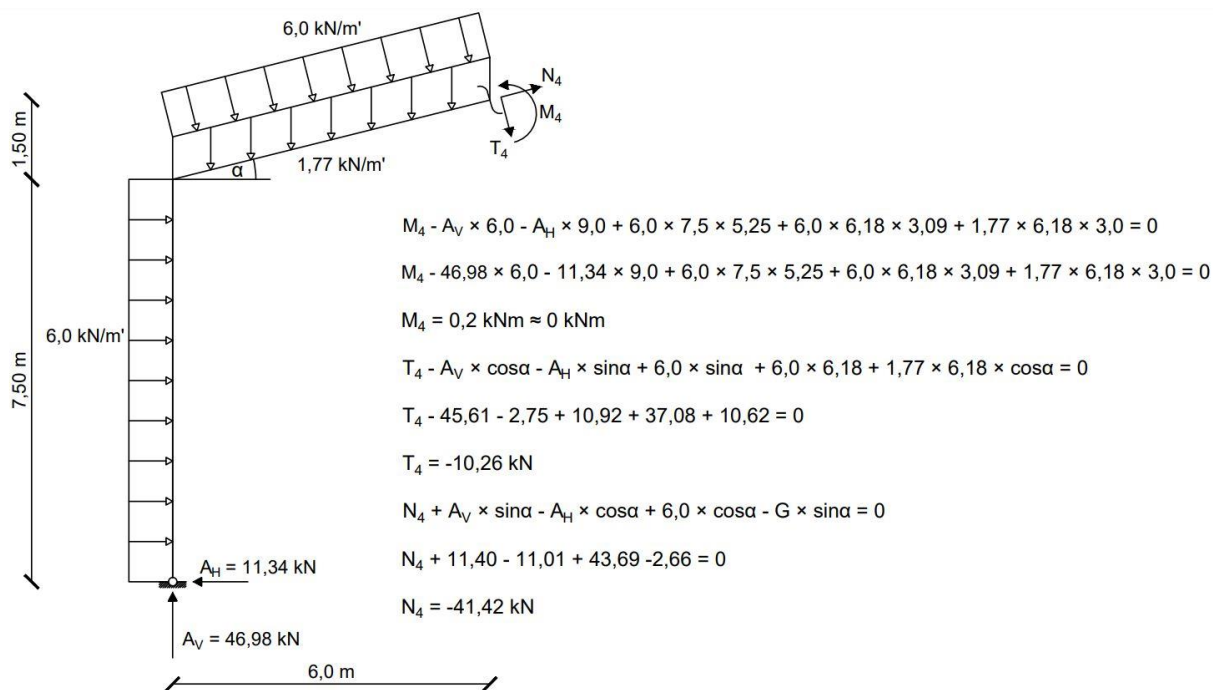 6,0 kN/m'
N₄
M₄
T₄
1,50 m
α
1,77 kN/m'
M₄ - Aᵥ × 6,0 - A_H × 9,0 + 6,0 × 7,5 × 5,25 + 6,0 × 6,18 × 3,09 + 1,77 × 6,18 × 3,0 = 0
M₄ - 46,98 × 6,0 - 11,34 × 9,0 + 6,0 × 7,5 × 5,25 + 6,0 × 6,18 × 3,09 + 1,77 × 6,18 × 3,0 = 0
6,0 kN/m'
7,50 m
M₄ = 0,2 kNm ≈ 0 kNm
T₄ - Aᵥ × cosα - A_H × sinα + 6,0 × sinα + 6,0 × 6,18 + 1,77 × 6,18 × cosα = 0
T₄ - 45,61 - 2,75 + 10,92 + 37,08 + 10,62 = 0
T₄ = -10,26 kN
N₄ + Aᵥ × sinα - A_H × cosα + 6,0 × cosα - G × sinα = 0
N₄ + 11,40 - 11,01 + 43,69 -2,66 = 0
N₄ = -41,42 kN
A_H = 11,34 kN
Aᵥ = 46,98 kN
6,0 m